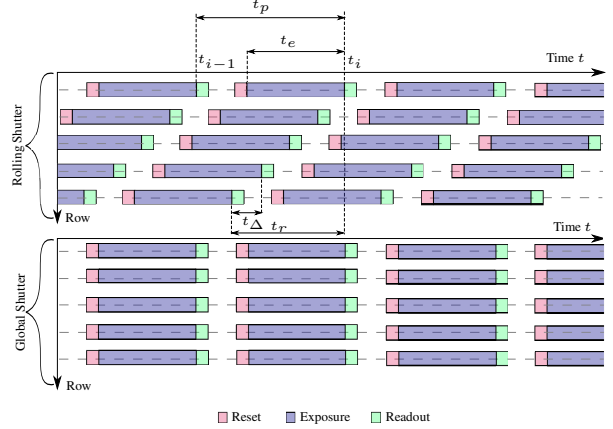 t_p
t_e
t_{i−1}
t_i
Time t
Rolling Shutter
Row
t_Δ
t_r
Time t
Global Shutter
Row
Reset
Exposure
Readout